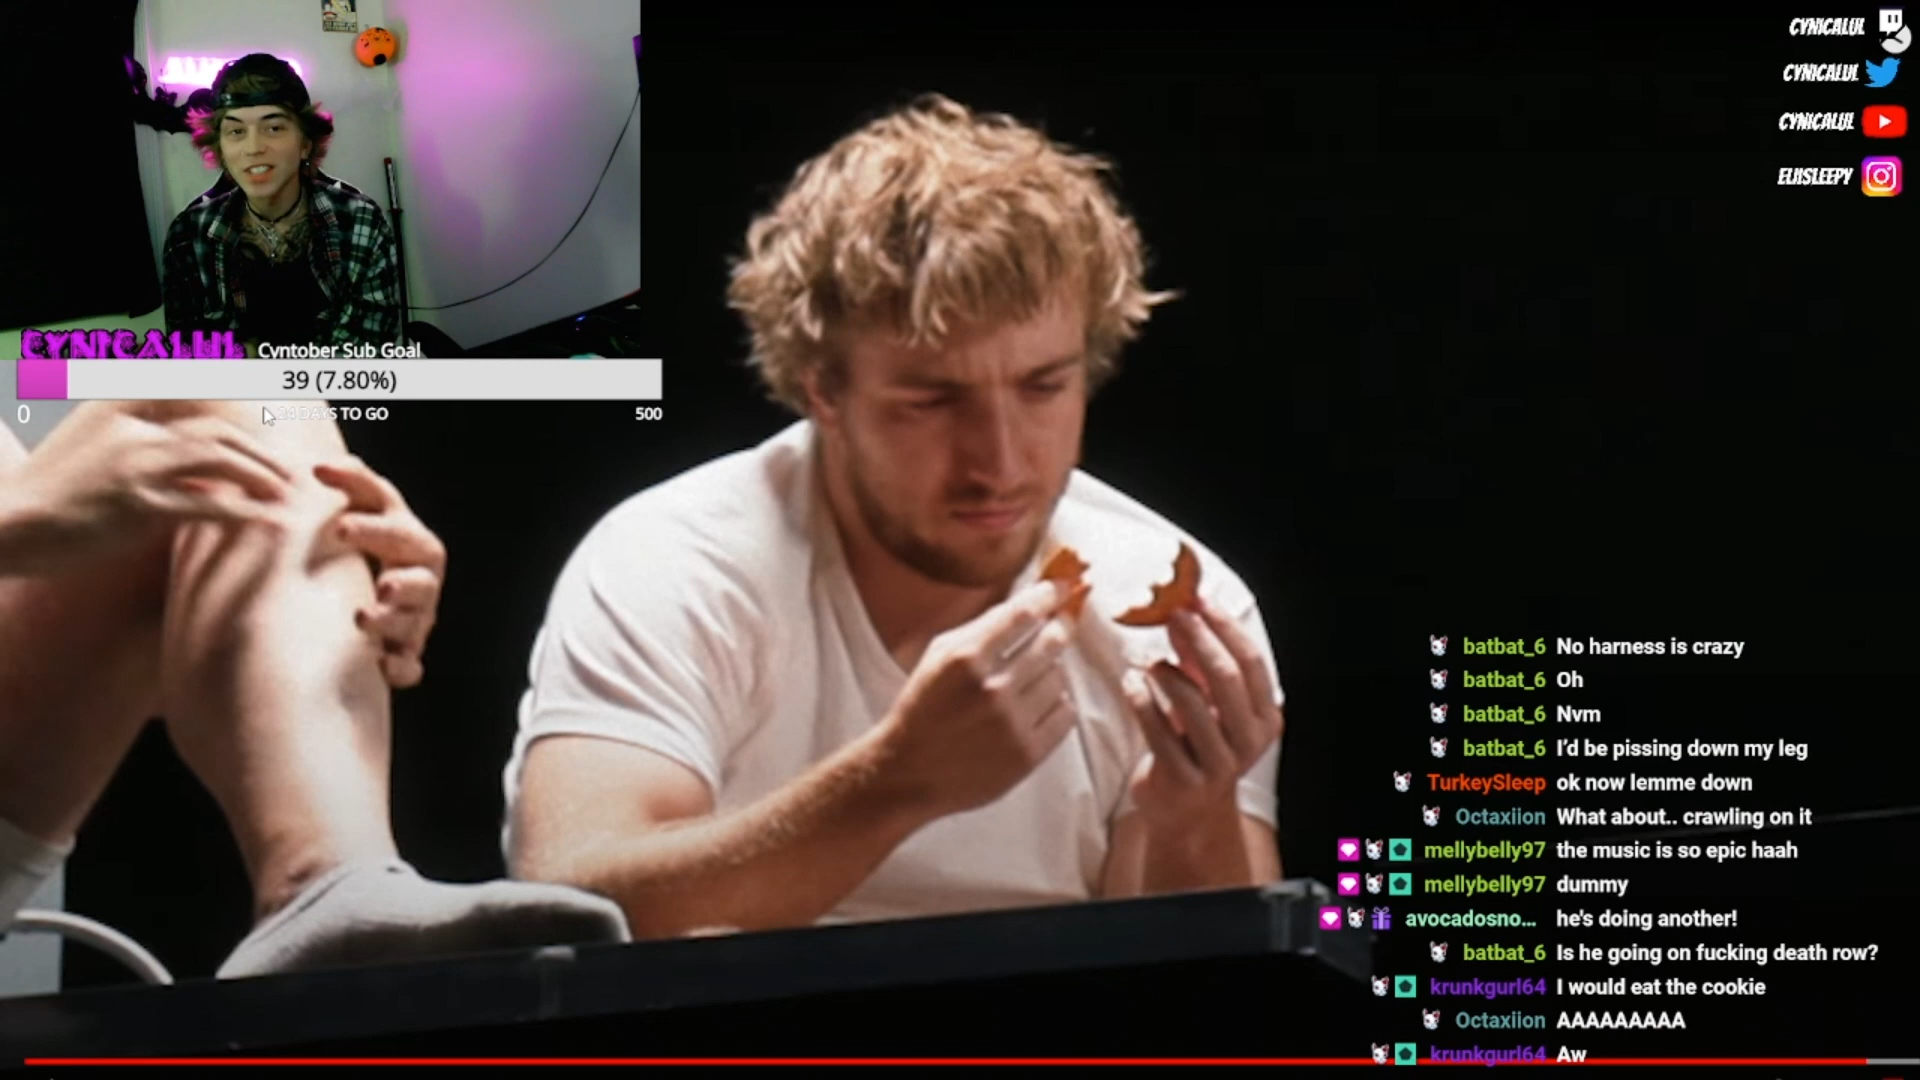 CYNICALUL
CYNICALUL
CYNICALUL
ELIISLEEPY
CYNICALUL
Cyntober Sub Goal
39 (7.80%)
0
24 DAYS TO GO
500
batbat_6 No harness is crazy
batbat_6 Oh
batbat_6 Nvm
batbat_6 I'd be pissing down my leg
TurkeySleep ok now lemme down
Octaxiion What about.. crawling on it
mellybelly97 the music is so epic haah
mellybelly97 dummy
avocadosno... he's doing another!
batbat_6 Is he going on fucking death row?
krunkgurl64 I would eat the cookie
Octaxiion AAAAAAAAA
krunkgurl64 Aw